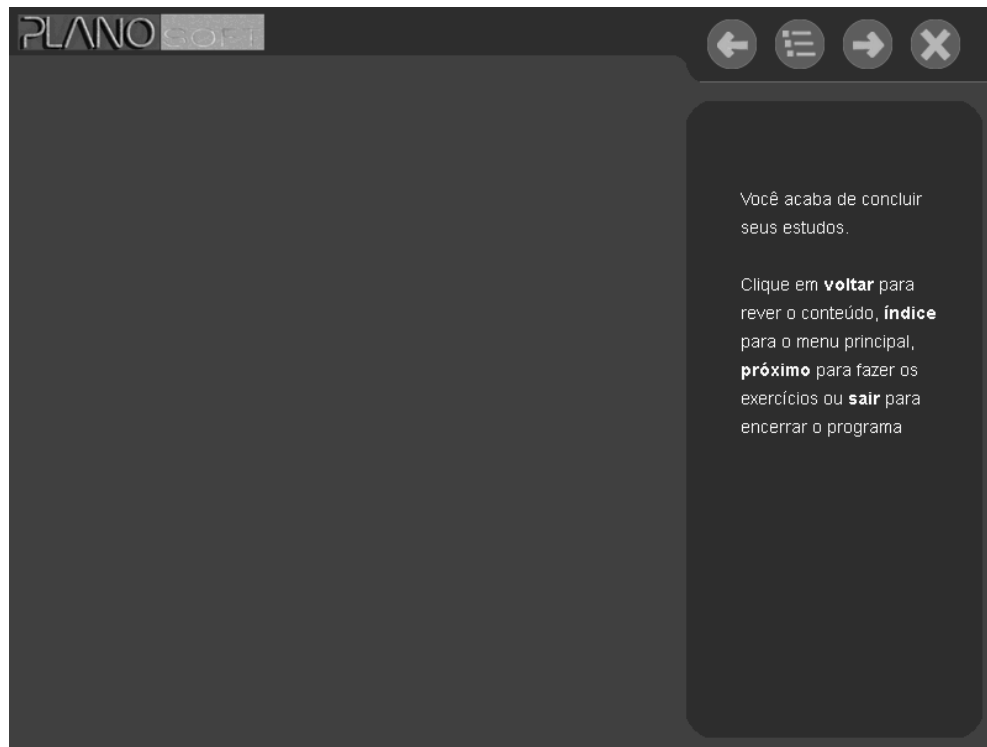 PLANO SOFT
Você acaba de concluir
seus estudos.
Clique em voltar para
rever o conteúdo, índice
para o menu principal,
próximo para fazer os
exercícios ou sair para
encerrar o programa